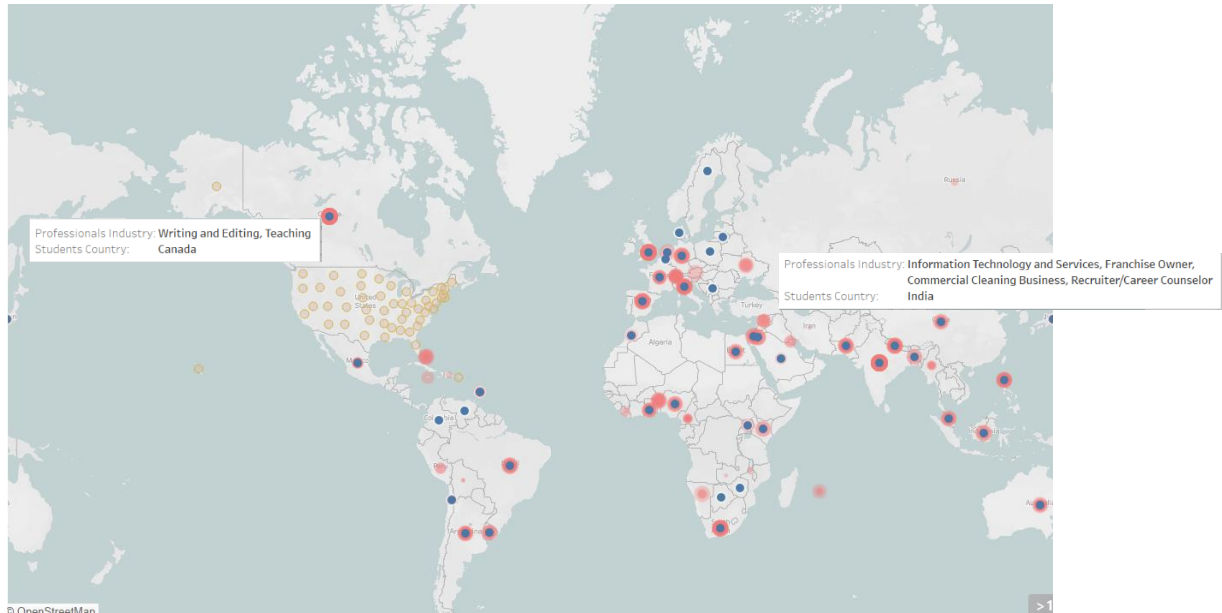 Russia
Professionals Industry: Writing and Editing, Teaching
Students Country: Canada
Professionals Industry: Information Technology and Services, Franchise Owner,
Commercial Cleaning Business, Recruiter/Career Counselor
Students Country: India
United
States
Turkey
Iran
Algeria
© OpenStreetMap
>1